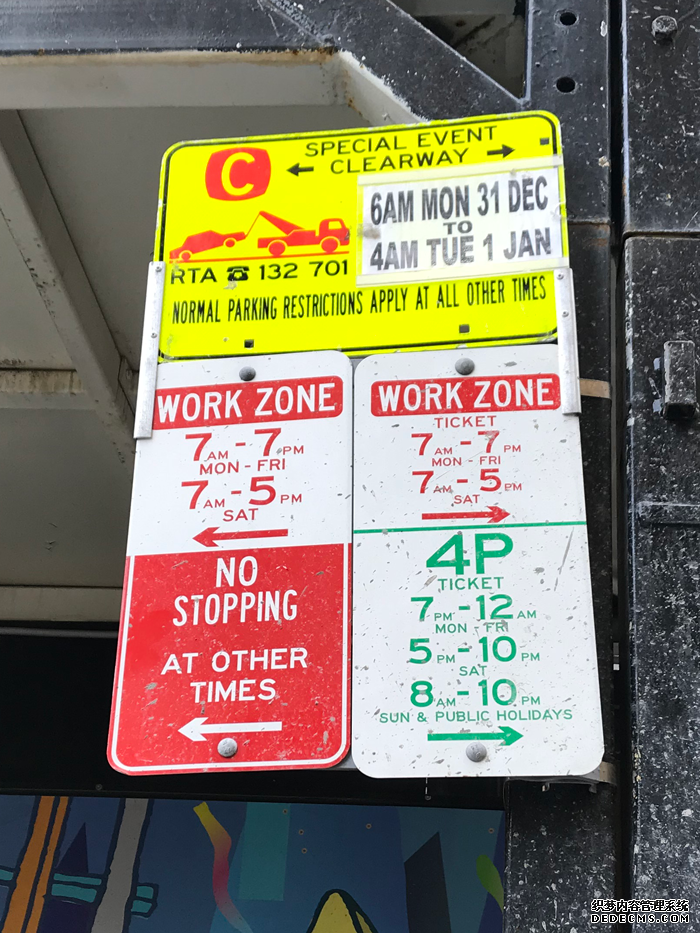 SPECIAL EVENT
C ← CLEARWAY →
6AM MON 31 DEC
TO
4AM TUE 1 JAN
RTA ☎ 132 701
NORMAL PARKING RESTRICTIONS APPLY AT ALL OTHER TIMES
WORK ZONE
7AM - 7PM
MON - FRI
7AM - 5PM
SAT
NO
STOPPING
AT OTHER
TIMES
WORK ZONE
TICKET
7AM - 7PM
MON - FRI
7AM - 5PM
SAT
4P
TICKET
7PM - 12AM
MON - FRI
5PM - 10PM
SAT
8AM - 10PM
SUN & PUBLIC HOLIDAYS
织梦内容管理系统
DEDECMS.COM